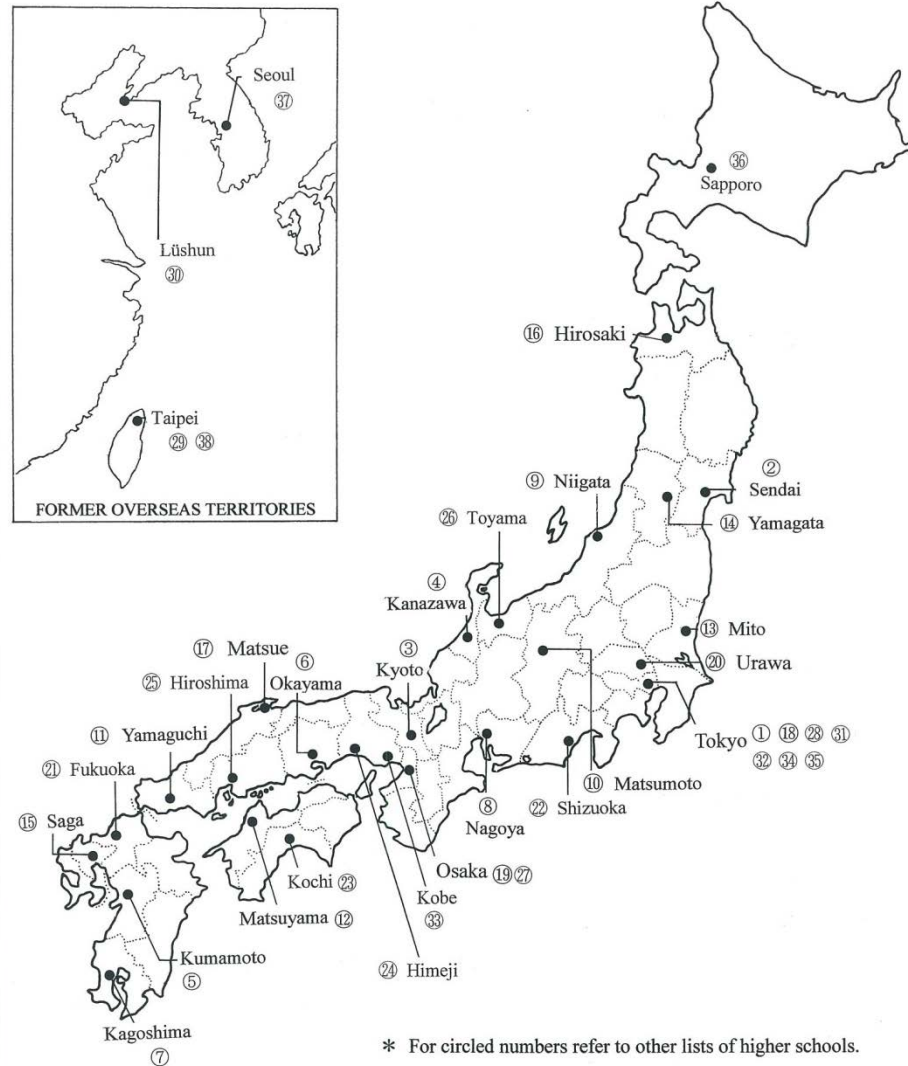 Seoul
㊲
Lüshun
㉚
Taipei
㉙ ㊳
FORMER OVERSEAS TERRITORIES
㊱
Sapporo
⑯ Hirosaki
②
Sendai
⑨ Niigata
⑭ Yamagata
㉖ Toyama
④
Kanazawa
⑬ Mito
⑰ Matsue
⑥
Okayama
③
Kyoto
⑳ Urawa
㉕ Hiroshima
⑪ Yamaguchi
Tokyo ① ⑱ ㉘ ㉛
㉜ ㉞ ㉟
㉑ Fukuoka
⑩ Matsumoto
㉒ Shizuoka
⑧
Nagoya
⑮ Saga
Osaka ⑲㉗
Kochi ㉓
Kobe
㉝
Matsuyama ⑫
Kumamoto
⑤
㉔ Himeji
Kagoshima
⑦
* For circled numbers refer to other lists of higher schools.